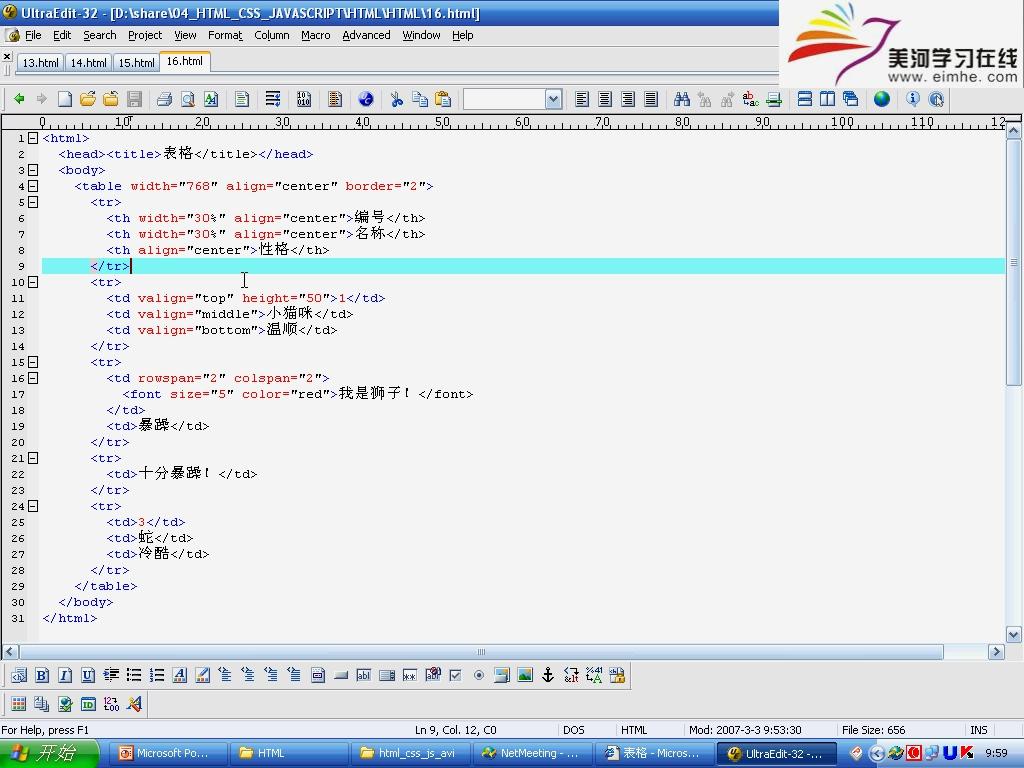 UltraEdit-32 - [D:\share\04_HTML_CSS_JAVASCRIPT\HTML\HTML\16.html]
美河学习在线
www.eimhe.com
File Edit Search Project View Format Column Macro Advanced Window Help
13.html 14.html 15.html 16.html
0 10 20 30 40 50 60 70 80 90 100 110 12
1 <html>
2 <head><title>表格</title></head>
3 <body>
4 <table width="768" align="center" border="2">
5 <tr>
6 <th width="30%" align="center">编号</th>
7 <th width="30%" align="center">名称</th>
8 <th align="center">性格</th>
9 </tr>
10 <tr>
11 <td valign="top" height="50">1</td>
12 <td valign="middle">小猫咪</td>
13 <td valign="bottom">温顺</td>
14 </tr>
15 <tr>
16 <td rowspan="2" colspan="2">
17 <font size="5" color="red">我是狮子！</font>
18 </td>
19 <td>暴躁</td>
20 </tr>
21 <tr>
22 <td>十分暴躁！</td>
23 </tr>
24 <tr>
25 <td>3</td>
26 <td>蛇</td>
27 <td>冷酷</td>
28 </tr>
29 </table>
30 </body>
31 </html>
For Help, press F1 Ln 9, Col. 12, C0 DOS HTML Mod: 2007-3-3 9:53:30 File Size: 656 INS
开始 Microsoft Po... HTML html_css_js_avi NetMeeting - ... 表格 - Micros... UltraEdit-32 -... 9:59